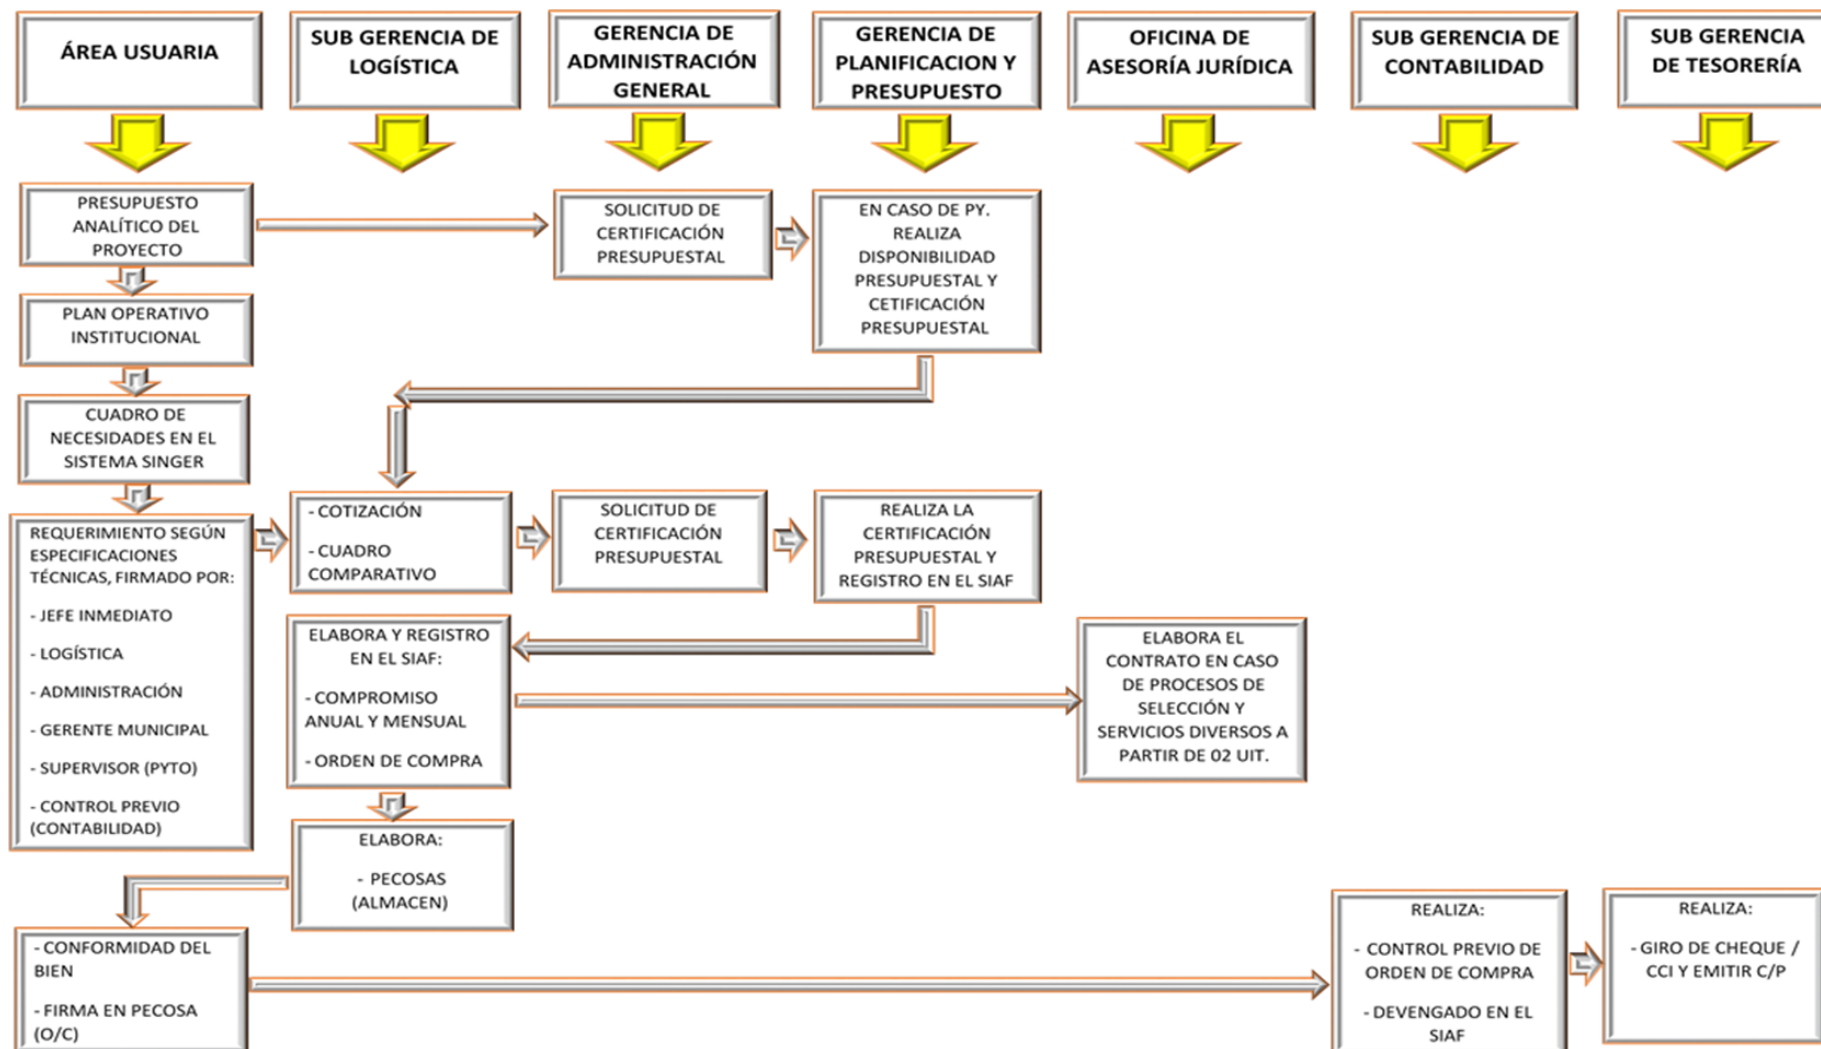 ÁREA USUARIA
SUB GERENCIA DE
LOGÍSTICA
GERENCIA DE
ADMINISTRACIÓN
GENERAL
GERENCIA DE
PLANIFICACION Y
PRESUPUESTO
OFICINA DE
ASESORÍA JURÍDICA
SUB GERENCIA DE
CONTABILIDAD
SUB GERENCIA
DE TESORERÍA
PRESUPUESTO
ANALÍTICO DEL
PROYECTO
SOLICITUD DE
CERTIFICACIÓN
PRESUPUESTAL
EN CASO DE PY.
REALIZA
DISPONIBILIDAD
PRESUPUESTAL Y
CETIFICACIÓN
PRESUPUESTAL
PLAN OPERATIVO
INSTITUCIONAL
CUADRO DE
NECESIDADES EN EL
SISTEMA SINGER
REQUERIMIENTO SEGÚN
ESPECIFICACIONES
TÉCNICAS, FIRMADO POR:
- JEFE INMEDIATO
- LOGÍSTICA
- ADMINISTRACIÓN
- GERENTE MUNICIPAL
- SUPERVISOR (PYTO)
- CONTROL PREVIO
(CONTABILIDAD)
- COTIZACIÓN
- CUADRO
COMPARATIVO
SOLICITUD DE
CERTIFICACIÓN
PRESUPUESTAL
REALIZA LA
CERTIFICACIÓN
PRESUPUESTAL Y
REGISTRO EN EL SIAF
ELABORA Y REGISTRO
EN EL SIAF:
- COMPROMISO
ANUAL Y MENSUAL
- ORDEN DE COMPRA
ELABORA EL
CONTRATO EN CASO
DE PROCESOS DE
SELECCIÓN Y
SERVICIOS DIVERSOS A
PARTIR DE 02 UIT.
ELABORA:
- PECOSAS
(ALMACEN)
- CONFORMIDAD DEL
BIEN
- FIRMA EN PECOSA
(O/C)
REALIZA:
- CONTROL PREVIO DE
ORDEN DE COMPRA
- DEVENGADO EN EL
SIAF
REALIZA:
- GIRO DE CHEQUE /
CCI Y EMITIR C/P